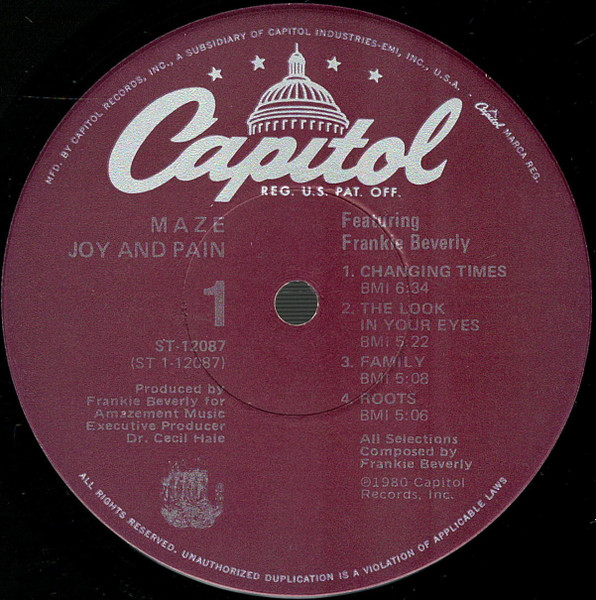 MFD. BY CAPITOL RECORDS, INC., A SUBSIDIARY OF CAPITOL INDUSTRIES-EMI, INC., U.S.A.
Capitol MARCA REG.
Capitol
REG. U.S. PAT. OFF.
MAZE
JOY AND PAIN
1
ST-12087
(ST 1-12087)
Produced by
Frankie Beverly for
Amazement Music
Executive Producer
Dr. Cecil Hale
Featuring
Frankie Beverly
1. CHANGING TIMES
BMI 6:34
2. THE LOOK
IN YOUR EYES
BMI 5:22
3. FAMILY
BMI 5:08
4. ROOTS
BMI 5:06
All Selections
Composed by
Frankie Beverly
℗1980 Capitol
Records, Inc.
ALL RIGHTS RESERVED. UNAUTHORIZED DUPLICATION IS A VIOLATION OF APPLICABLE LAWS